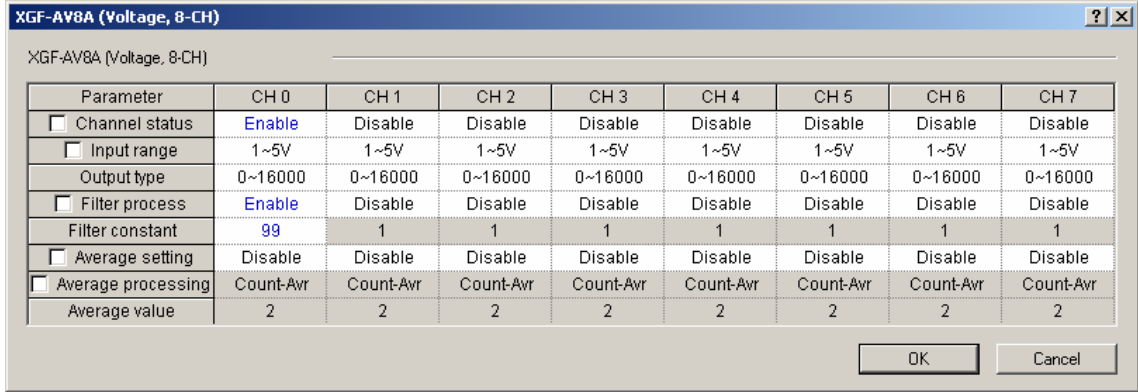 XGF-AV8A (Voltage, 8-CH)
XGF-AV8A (Voltage, 8-CH)
Parameter CH 0 CH 1 CH 2 CH 3 CH 4 CH 5 CH 6 CH 7
Channel status Enable Disable Disable Disable Disable Disable Disable Disable
Input range 1~5V 1~5V 1~5V 1~5V 1~5V 1~5V 1~5V 1~5V
Output type 0~16000 0~16000 0~16000 0~16000 0~16000 0~16000 0~16000 0~16000
Filter process Enable Disable Disable Disable Disable Disable Disable Disable
Filter constant 99 1 1 1 1 1 1 1
Average setting Disable Disable Disable Disable Disable Disable Disable Disable
Average processing Count-Avr Count-Avr Count-Avr Count-Avr Count-Avr Count-Avr Count-Avr Count-Avr
Average value 2 2 2 2 2 2 2 2
OK Cancel